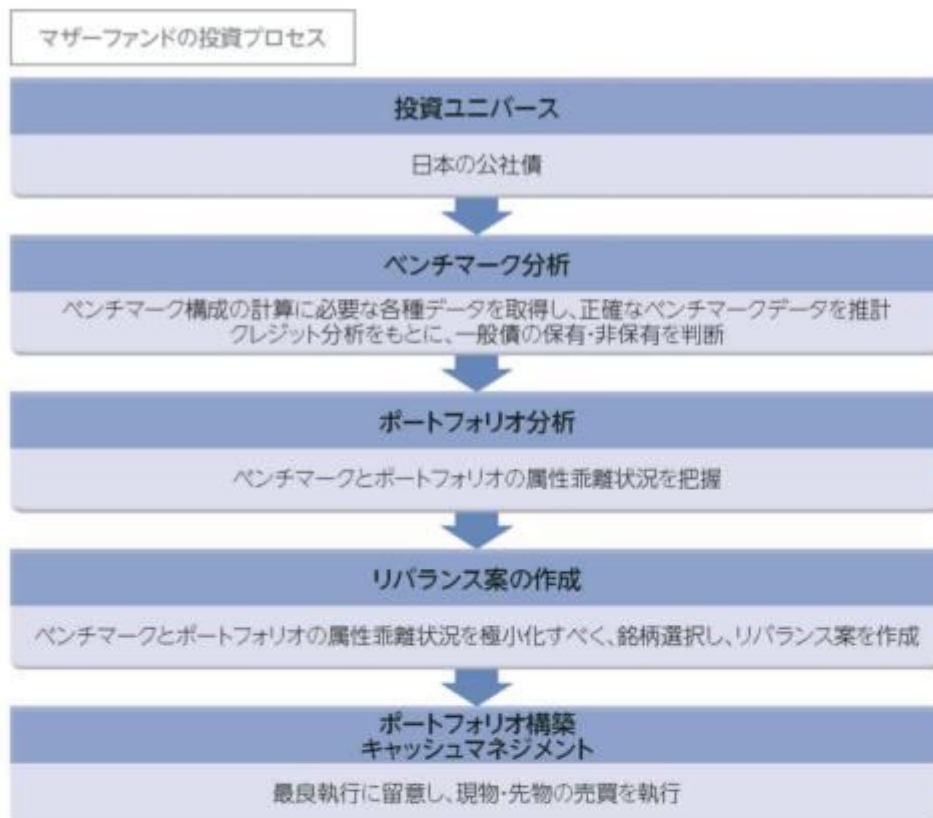 マザーファンドの投資プロセス
投資ユニバース
日本の公社債
ベンチマーク分析
ベンチマーク構成の計算に必要な各種データを取得し、正確なベンチマークデータを推計
クレジット分析をもとに、一般債の保有・非保有を判断
ポートフォリオ分析
ベンチマークとポートフォリオの属性乖離状況を把握
リバランス案の作成
ベンチマークとポートフォリオの属性乖離状況を極小化すべく、銘柄選択し、リバランス案を作成
ポートフォリオ構築
キャッシュマネジメント
最良執行に留意し、現物・先物の売買を執行